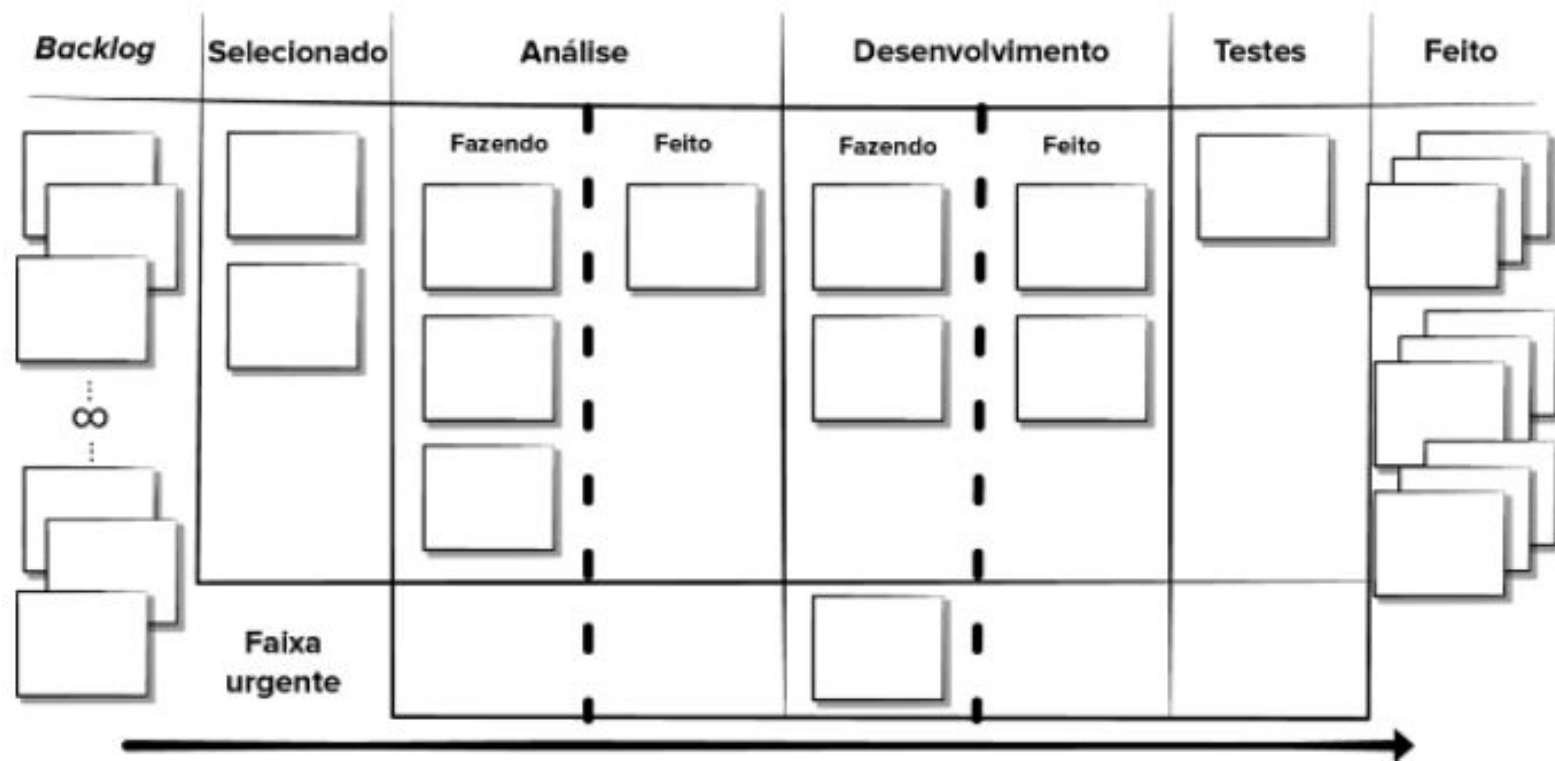 Backlog
Selecionado
Análise
Desenvolvimento
Testes
Feito
Fazendo
Feito
Fazendo
Feito
∞
Faixa
urgente